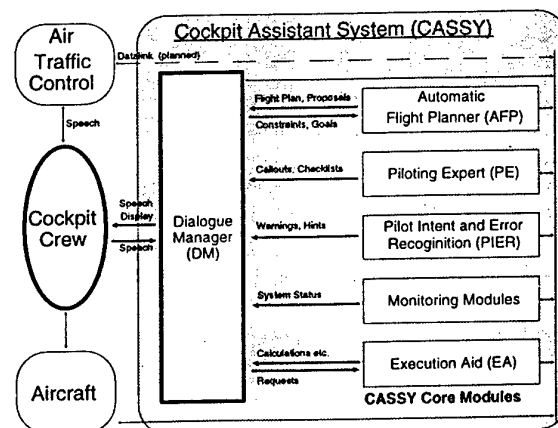 Cockpit Assistant System (CASSY)
Air
Traffic
Control
Datalink (planned)
Speech
Cockpit
Crew
Speech
Display
Speech
Aircraft
Dialogue
Manager
(DM)
Flight Plan, Proposals
Constraints, Goals
Automatic
Flight Planner (AFP)
Callouts, Checklists
Piloting Expert (PE)
Warnings, Hints
Pilot Intent and Error
Recoginition (PIER)
System Status
Monitoring Modules
Calculations etc.
Requests
Execution Aid (EA)
CASSY Core Modules